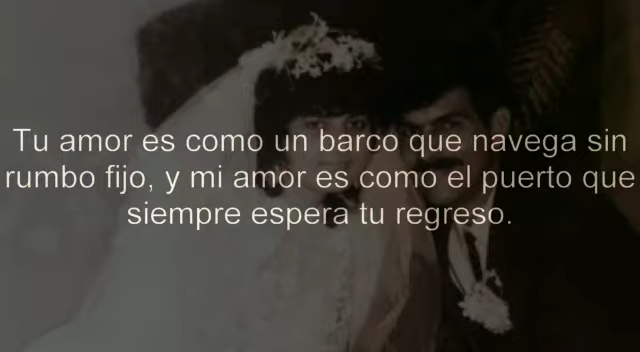 Tu amor es como un barco que navega sin
rumbo fijo, y mi amor es como el puerto que
siempre espera tu regreso.